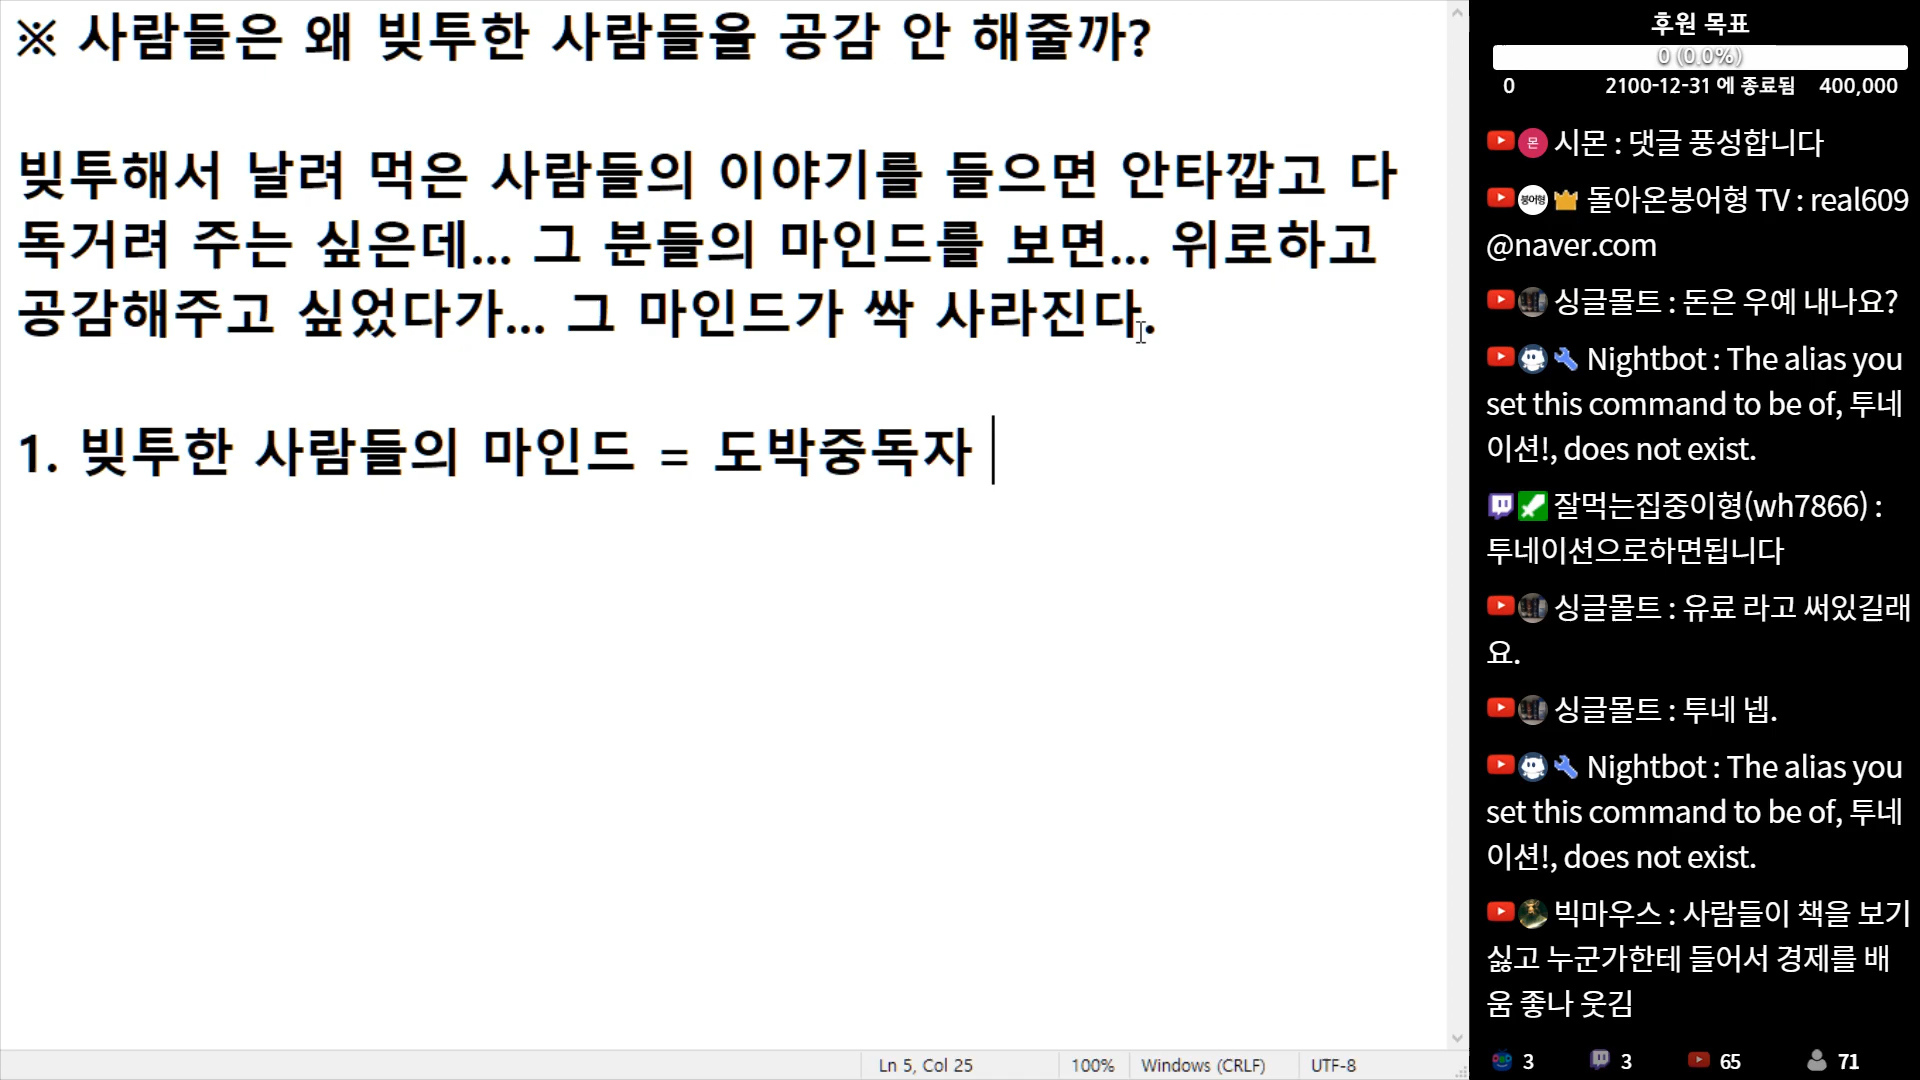 ※ 사람들은 왜 빚투한 사람들을 공감 안 해줄까?
빚투해서 날려 먹은 사람들의 이야기를 들으면 안타깝고 다
독거려 주는 싶은데... 그 분들의 마인드를 보면... 위로하고
공감해주고 싶었다가... 그 마인드가 싹 사라진다.
1. 빚투한 사람들의 마인드 = 도박중독자
Ln 5, Col 25 100% Windows (CRLF) UTF-8
후원 목표
0 (0.0%)
0 2100-12-31 에 종료됨 400,000
몬 시몬 : 댓글 풍성합니다
붕어형 돌아온붕어형 TV : real609
@naver.com
싱글몰트 : 돈은 우예 내나요?
Nightbot : The alias you
set this command to be of, 투네
이션!, does not exist.
잘먹는집중이형(wh7866) :
투네이션으로하면됩니다
싱글몰트 : 유료 라고 써있길래
요.
싱글몰트 : 투네 넵.
Nightbot : The alias you
set this command to be of, 투네
이션!, does not exist.
빅마우스 : 사람들이 책을 보기
싫고 누군가한테 들어서 경제를 배
움 좋나 웃김
3 3 65 71